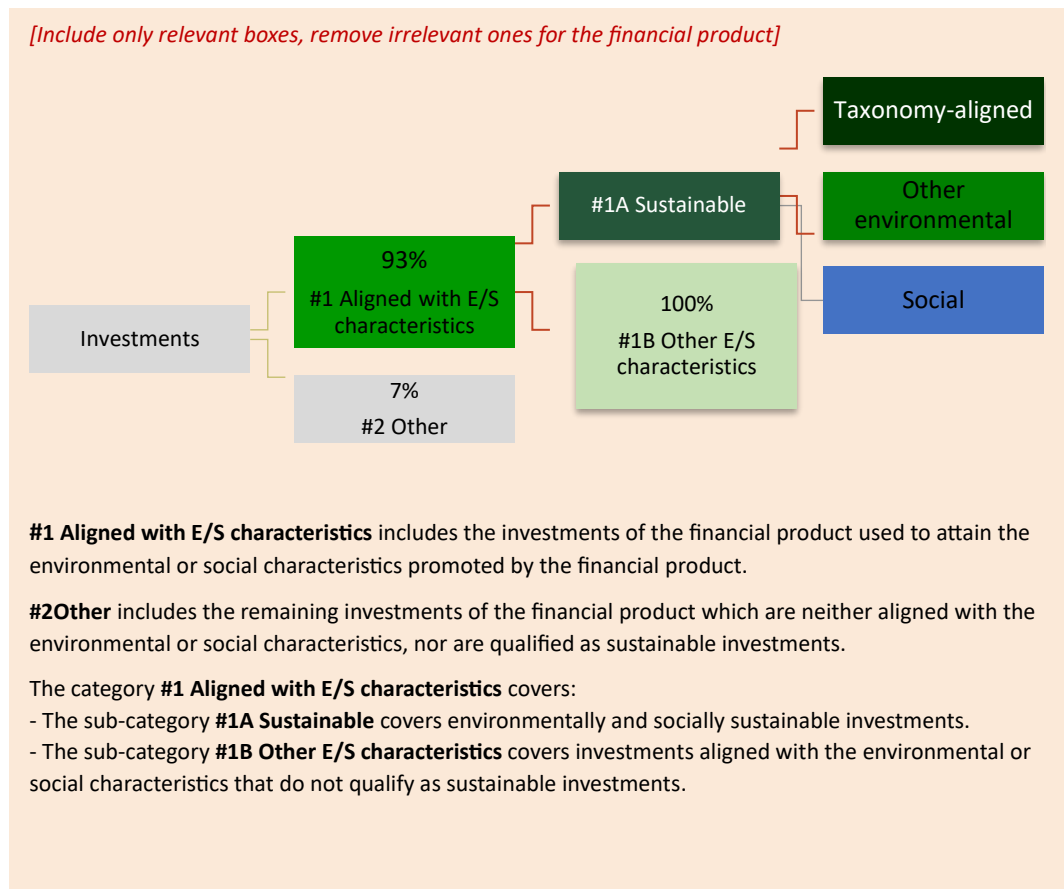 [Include only relevant boxes, remove irrelevant ones for the financial product]
Taxonomy-aligned
#1A Sustainable
Other
environmental
93%
#1 Aligned with E/S
characteristics
Social
100%
#1B Other E/S
characteristics
Investments
7%
#2 Other
#1 Aligned with E/S characteristics includes the investments of the financial product used to attain the
environmental or social characteristics promoted by the financial product.
#2Other includes the remaining investments of the financial product which are neither aligned with the
environmental or social characteristics, nor are qualified as sustainable investments.
The category #1 Aligned with E/S characteristics covers:
- The sub-category #1A Sustainable covers environmentally and socially sustainable investments.
- The sub-category #1B Other E/S characteristics covers investments aligned with the environmental or
social characteristics that do not qualify as sustainable investments.